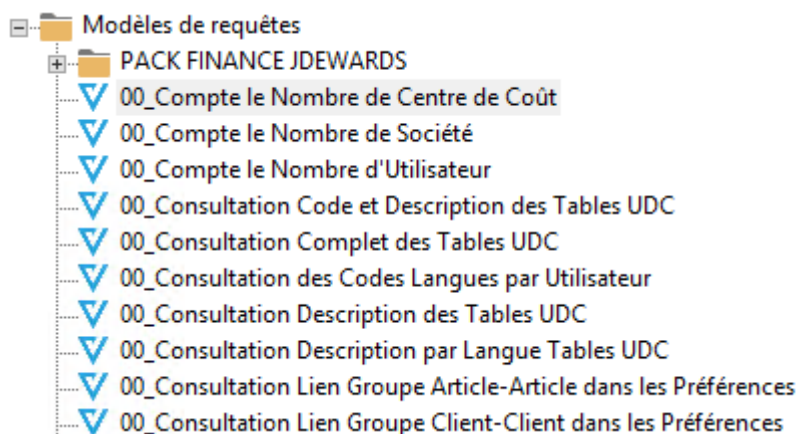 Modèles de requêtes
PACK FINANCE JDEWARDS
00_Compte le Nombre de Centre de Coût
00_Compte le Nombre de Société
00_Compte le Nombre d'Utilisateur
00_Consultation Code et Description des Tables UDC
00_Consultation Complet des Tables UDC
00_Consultation des Codes Langues par Utilisateur
00_Consultation Description des Tables UDC
00_Consultation Description par Langue Tables UDC
00_Consultation Lien Groupe Article-Article dans les Préférences
00_Consultation Lien Groupe Client-Client dans les Préférences